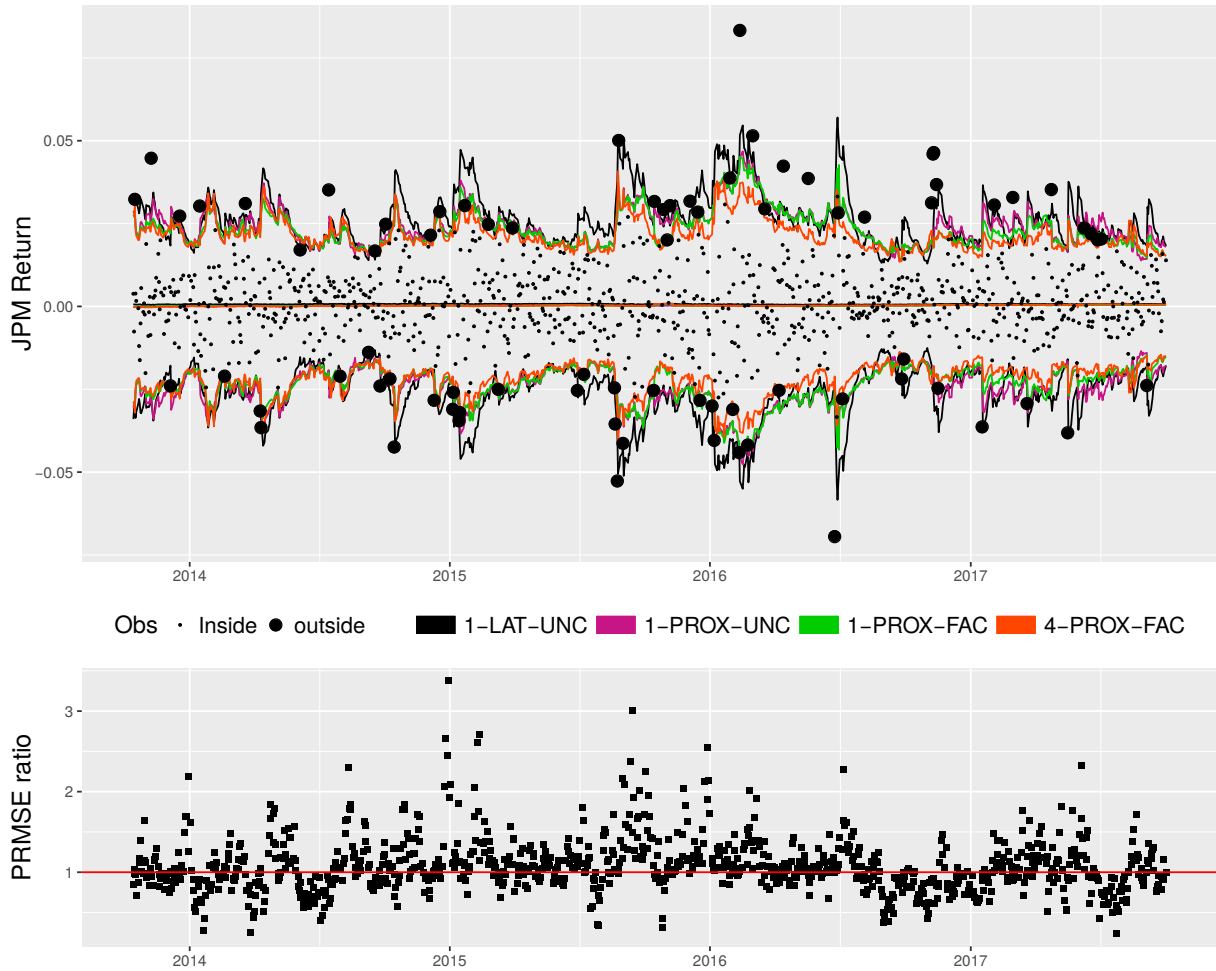 JPM Return
0.05
0.00
−0.05
2014 2015 2016 2017
Obs Inside outside 1−LAT−UNC 1−PROX−UNC 1−PROX−FAC 4−PROX−FAC
PRMSE ratio
3
2
1
2014 2015 2016 2017